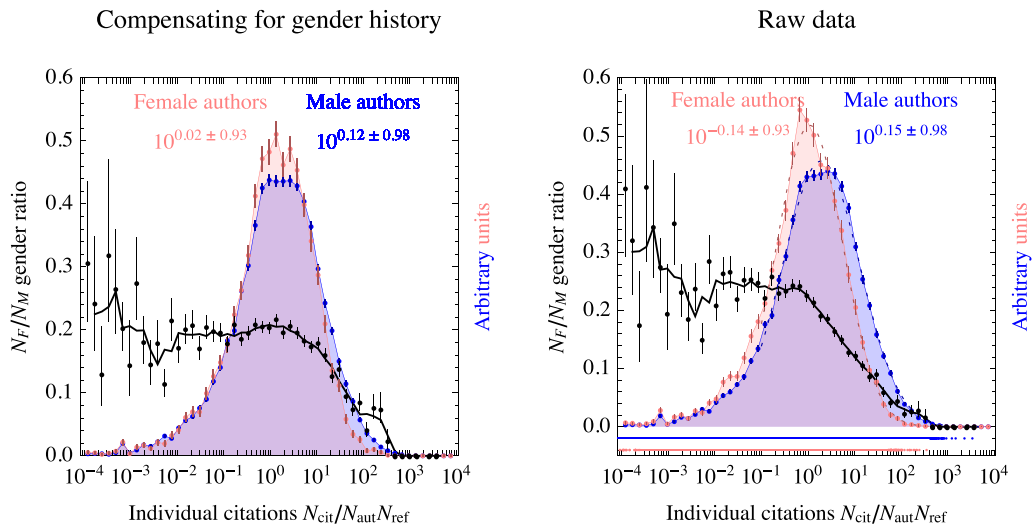 Compensating for gender history
Female authors
Male authors
10^{0.02 ± 0.93}
10^{0.12 ± 0.98}
N_F/N_M gender ratio
0.6
0.5
0.4
0.3
0.2
0.1
0.0
10^{-4} 10^{-3} 10^{-2} 10^{-1} 10^0 10^1 10^2 10^3 10^4
Individual citations N_cit/N_aut N_ref
Arbitrary units
Raw data
Female authors
Male authors
10^{-0.14 ± 0.93}
10^{0.15 ± 0.98}
N_F/N_M gender ratio
0.6
0.5
0.4
0.3
0.2
0.1
0.0
10^{-4} 10^{-3} 10^{-2} 10^{-1} 10^0 10^1 10^2 10^3 10^4
Individual citations N_cit/N_aut N_ref
Arbitrary units